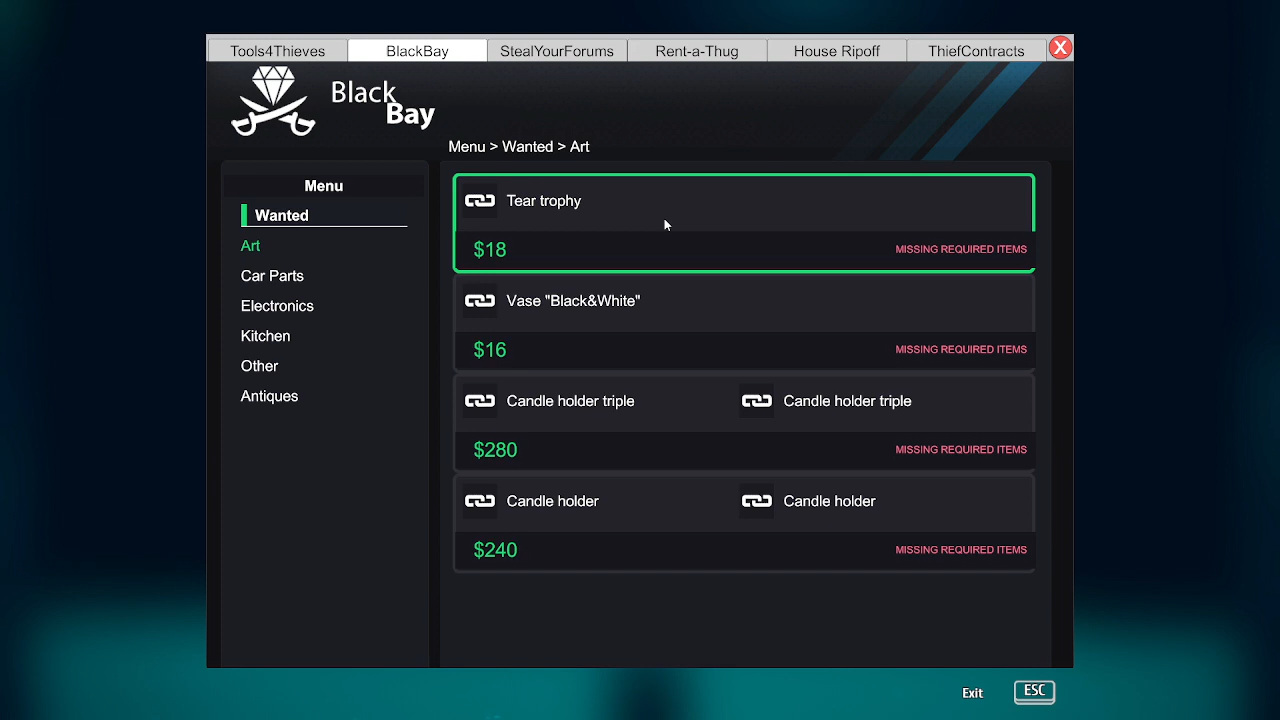 Tools4Thieves BlackBay StealYourForums Rent-a-Thug House Ripoff ThiefContracts X
Black
Bay
Menu > Wanted > Art
Menu
Wanted
Art
Car Parts
Electronics
Kitchen
Other
Antiques
Tear trophy
$18 MISSING REQUIRED ITEMS
Vase "Black&White"
$16 MISSING REQUIRED ITEMS
Candle holder triple Candle holder triple
$280 MISSING REQUIRED ITEMS
Candle holder Candle holder
$240 MISSING REQUIRED ITEMS
Exit ESC